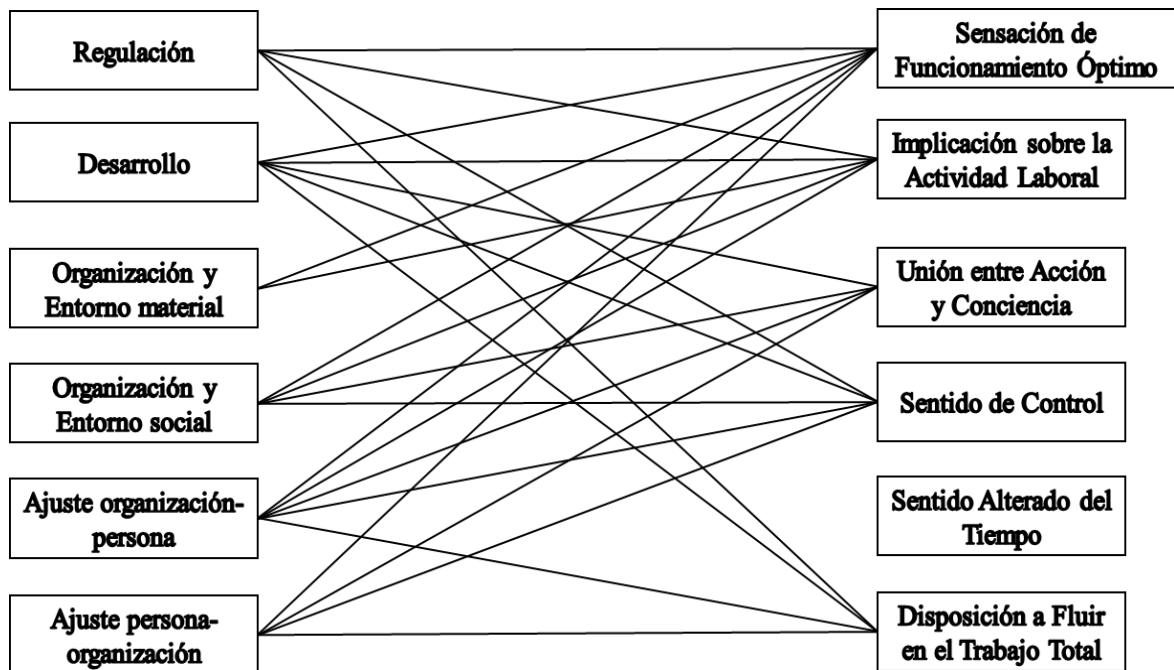 Regulación
Desarrollo
Organización y
Entorno material
Organización y
Entorno social
Ajuste organización-
persona
Ajuste persona-
organización
Sensación de
Funcionamiento Óptimo
Implicación sobre la
Actividad Laboral
Unión entre Acción
y Conciencia
Sentido de Control
Sentido Alterado del
Tiempo
Disposición a Fluir
en el Trabajo Total